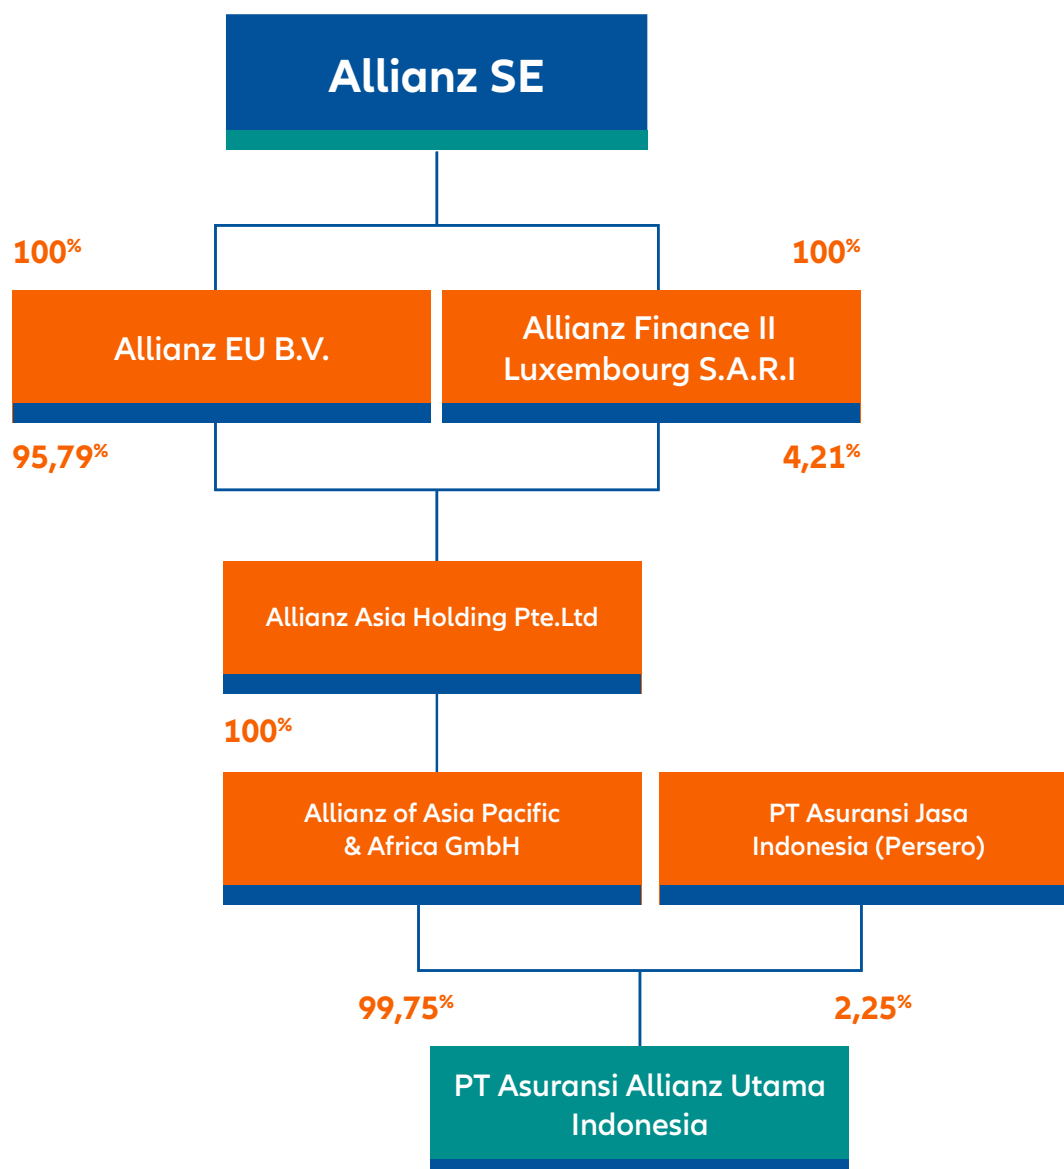 Allianz SE
100%
100%
Allianz EU B.V.
Allianz Finance II
Luxembourg S.A.R.I
95,79%
4,21%
Allianz Asia Holding Pte.Ltd
100%
Allianz of Asia Pacific
& Africa GmbH
PT Asuransi Jasa
Indonesia (Persero)
99,75%
2,25%
PT Asuransi Allianz Utama
Indonesia